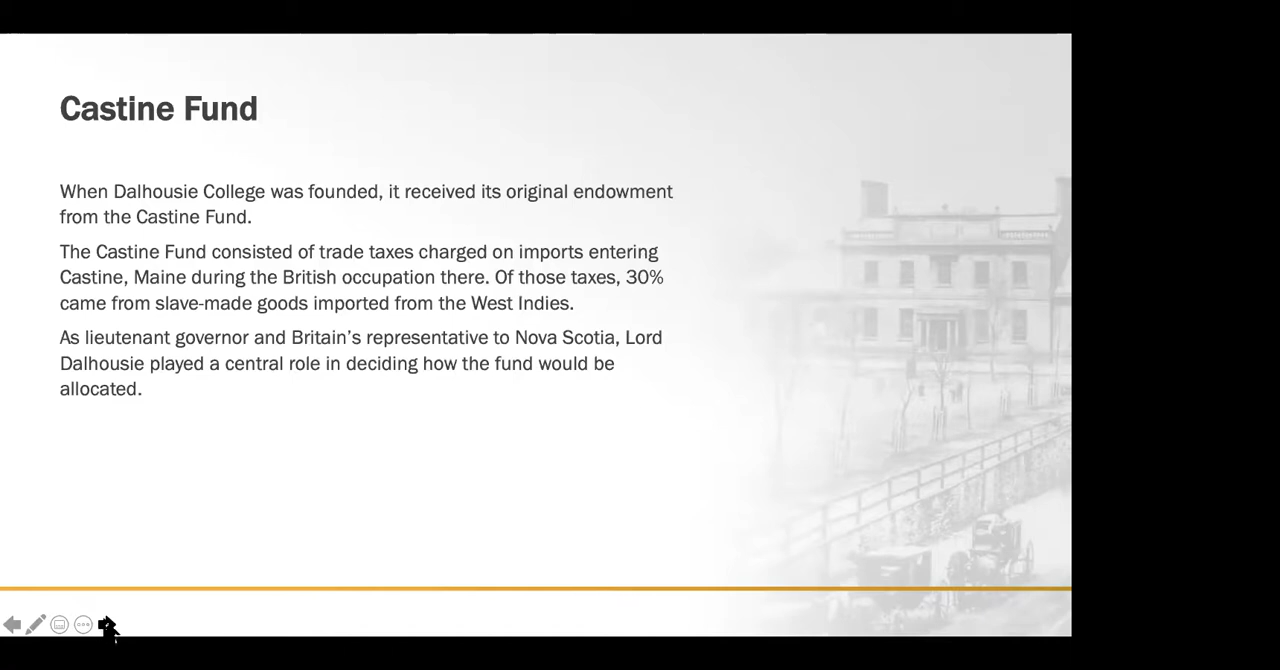 Castine Fund
When Dalhousie College was founded, it received its original endowment
from the Castine Fund.
The Castine Fund consisted of trade taxes charged on imports entering
Castine, Maine during the British occupation there. Of those taxes, 30%
came from slave-made goods imported from the West Indies.
As lieutenant governor and Britain’s representative to Nova Scotia, Lord
Dalhousie played a central role in deciding how the fund would be
allocated.